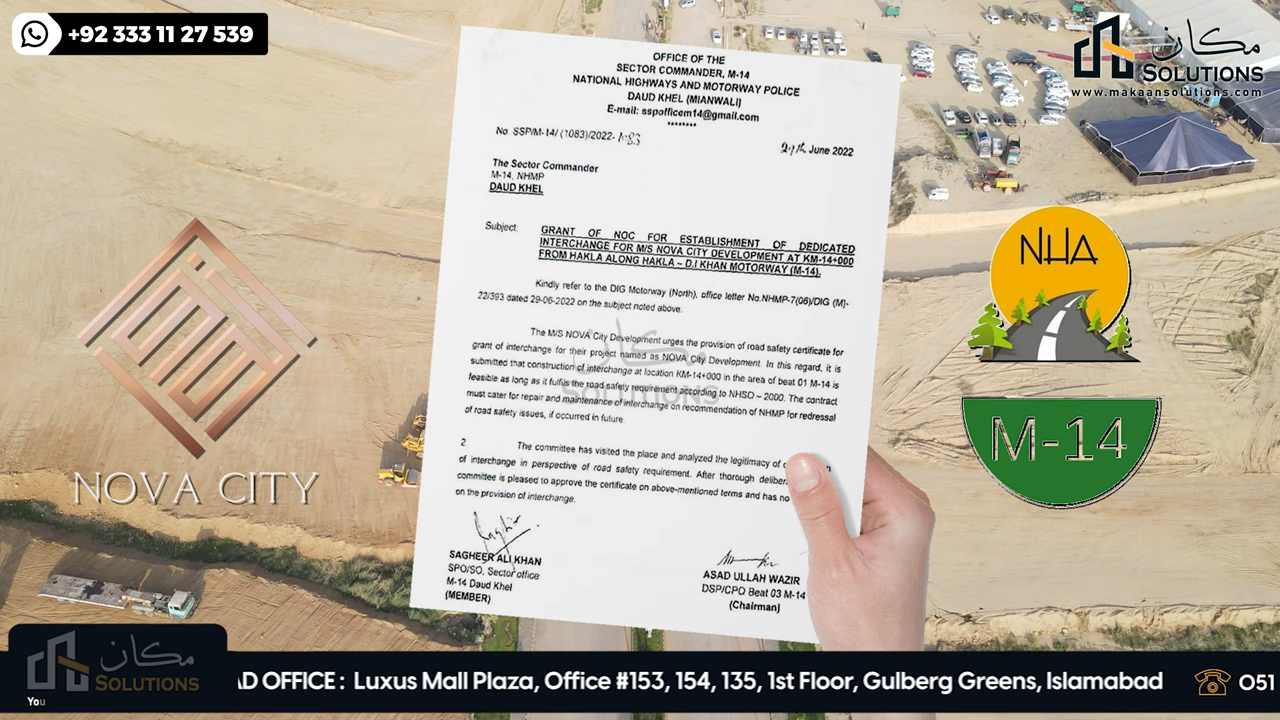 +92 333 11 27 539
مكان
SOLUTIONS
www.makaansolutions.com
OFFICE OF THE
SECTOR COMMANDER, M-14
NATIONAL HIGHWAYS AND MOTORWAY POLICE
DAUD KHEL (MIANWALI)
E-mail: sspofficem14@gmail.com
********
No SSP/M-14/ (1083)/2022- 1083
June 2022
The Sector Commander
M-14, NHMP
DAUD KHEL
Subject: GRANT OF NOC FOR ESTABLISHMENT OF DEDICATED
INTERCHANGE FOR M/S NOVA CITY DEVELOPMENT AT KM-14+000
FROM HAKLA ALONG HAKLA ~ D.I KHAN MOTORWAY (M-14).
Kindly refer to the DIG Motorway (North), office letter No.NHMP-7(06)/DIG (M)-
22/393 dated 29-06-2022 on the subject noted above.
The M/S NOVA City Development urges the provision of road safety certificate for
grant of interchange for their project named as NOVA City Development. In this regard, it is
submitted that construction of interchange at location KM-14+000 in the area of beat 01 M-14 is
feasible as long as it fulfils the road safety requirement according to NHSO ~ 2000. The contract
must cater for repair and maintenance of interchange on recommendation of NHMP for redressal
of road safety issues, if occurred in future.
2. The committee has visited the place and analyzed the legitimacy of
of interchange in perspective of road safety requirement. After thorough deliber
committee is pleased to approve the certificate on above-mentioned terms and has no
on the provision of interchange.
SAGHEER ALI KHAN
SPO/SO, Sector office
M-14 Daud Khel
(MEMBER)
ASAD ULLAH WAZIR
DSP/CPO Beat 03 M-14
(Chairman)
مكان
SOLUTIONS
NOVA CITY
NHA
M-14
مكان
SOLUTIONS
You
AD OFFICE : Luxus Mall Plaza, Office #153, 154, 135, 1st Floor, Gulberg Greens, Islamabad
051